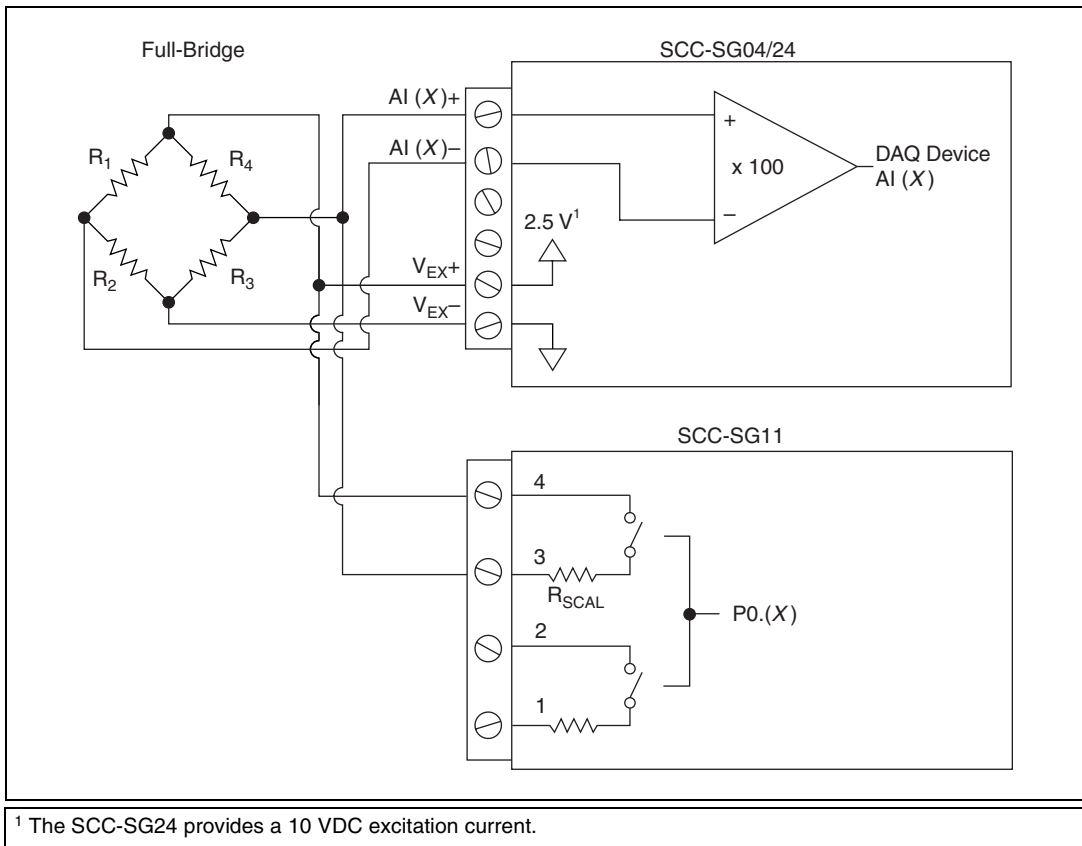 Full-Bridge
SCC-SG04/24
AI (X)+
AI (X)–
R1
R4
R2
R3
+
x 100
–
DAQ Device
AI (X)
2.5 V1
VEX+
VEX–
SCC-SG11
4
3
RSCAL
2
1
P0.(X)
1 The SCC-SG24 provides a 10 VDC excitation current.